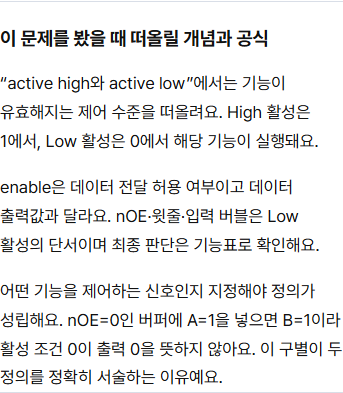 이 문제를 봤을 때 떠올릴 개념과 공식
“active high와 active low”에서는 기능이
유효해지는 제어 수준을 떠올려요. High 활성은
1에서, Low 활성은 0에서 해당 기능이 실행돼요.
enable은 데이터 전달 허용 여부이고 데이터
출력값과 달라요. nOE·윗줄·입력 버블은 Low
활성의 단서이며 최종 판단은 기능표로 확인해요.
어떤 기능을 제어하는 신호인지 지정해야 정의가
성립해요. nOE=0인 버퍼에 A=1을 넣으면 B=1이라
활성 조건 0이 출력 0을 뜻하지 않아요. 이 구별이 두
정의를 정확히 서술하는 이유예요.